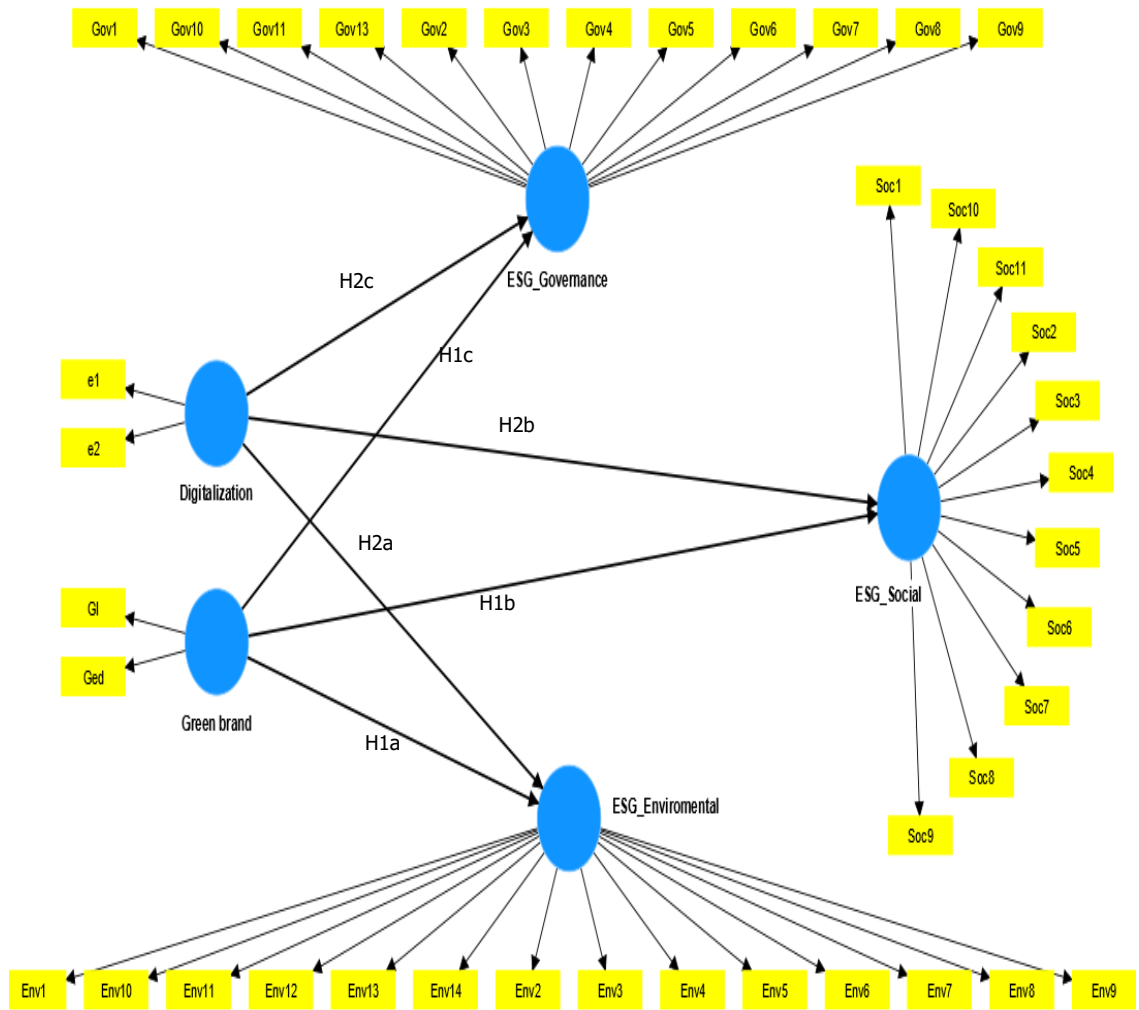 Gov1
Gov10
Gov11
Gov13
Gov2
Gov3
Gov4
Gov5
Gov6
Gov7
Gov8
Gov9
ESG_Governance
H2c
H1c
Soc1
Soc10
Soc11
Soc2
Soc3
Soc4
Soc5
Soc6
Soc7
Soc8
Soc9
e1
e2
Digitalization
H2b
H2a
ESG_Social
GI
Ged
Green brand
H1b
H1a
ESG_Enviromental
Env1
Env10
Env11
Env12
Env13
Env14
Env2
Env3
Env4
Env5
Env6
Env7
Env8
Env9